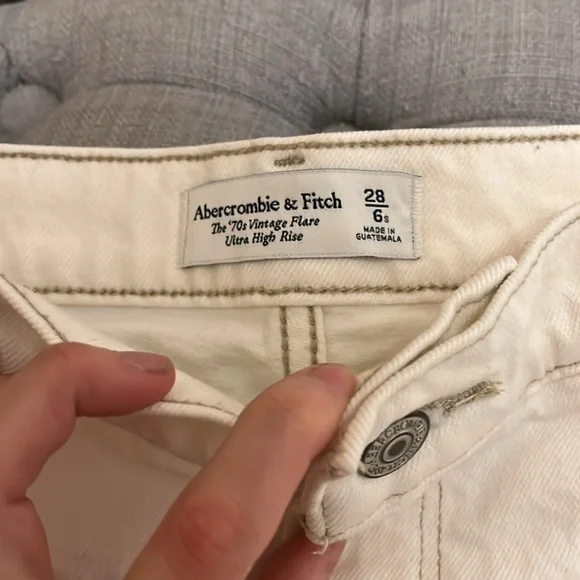 Abercrombie & Fitch
The '70s Vintage Flare
Ultra High Rise
28
6s
MADE IN
GUATEMALA